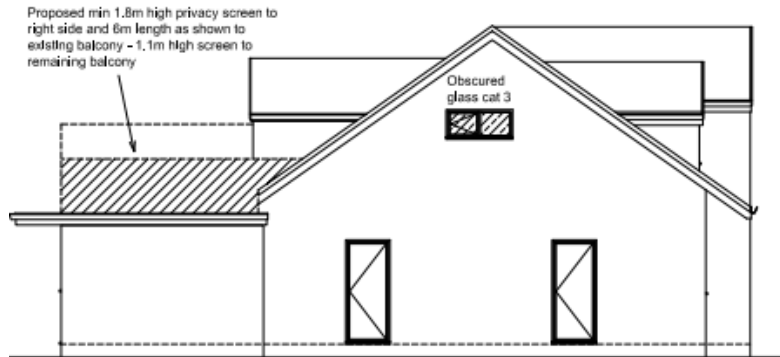 Proposed min 1.8m high privacy screen to
right side and 6m length as shown to
existing balcony - 1.1m high screen to
remaining balcony
Obscured
glass cat 3